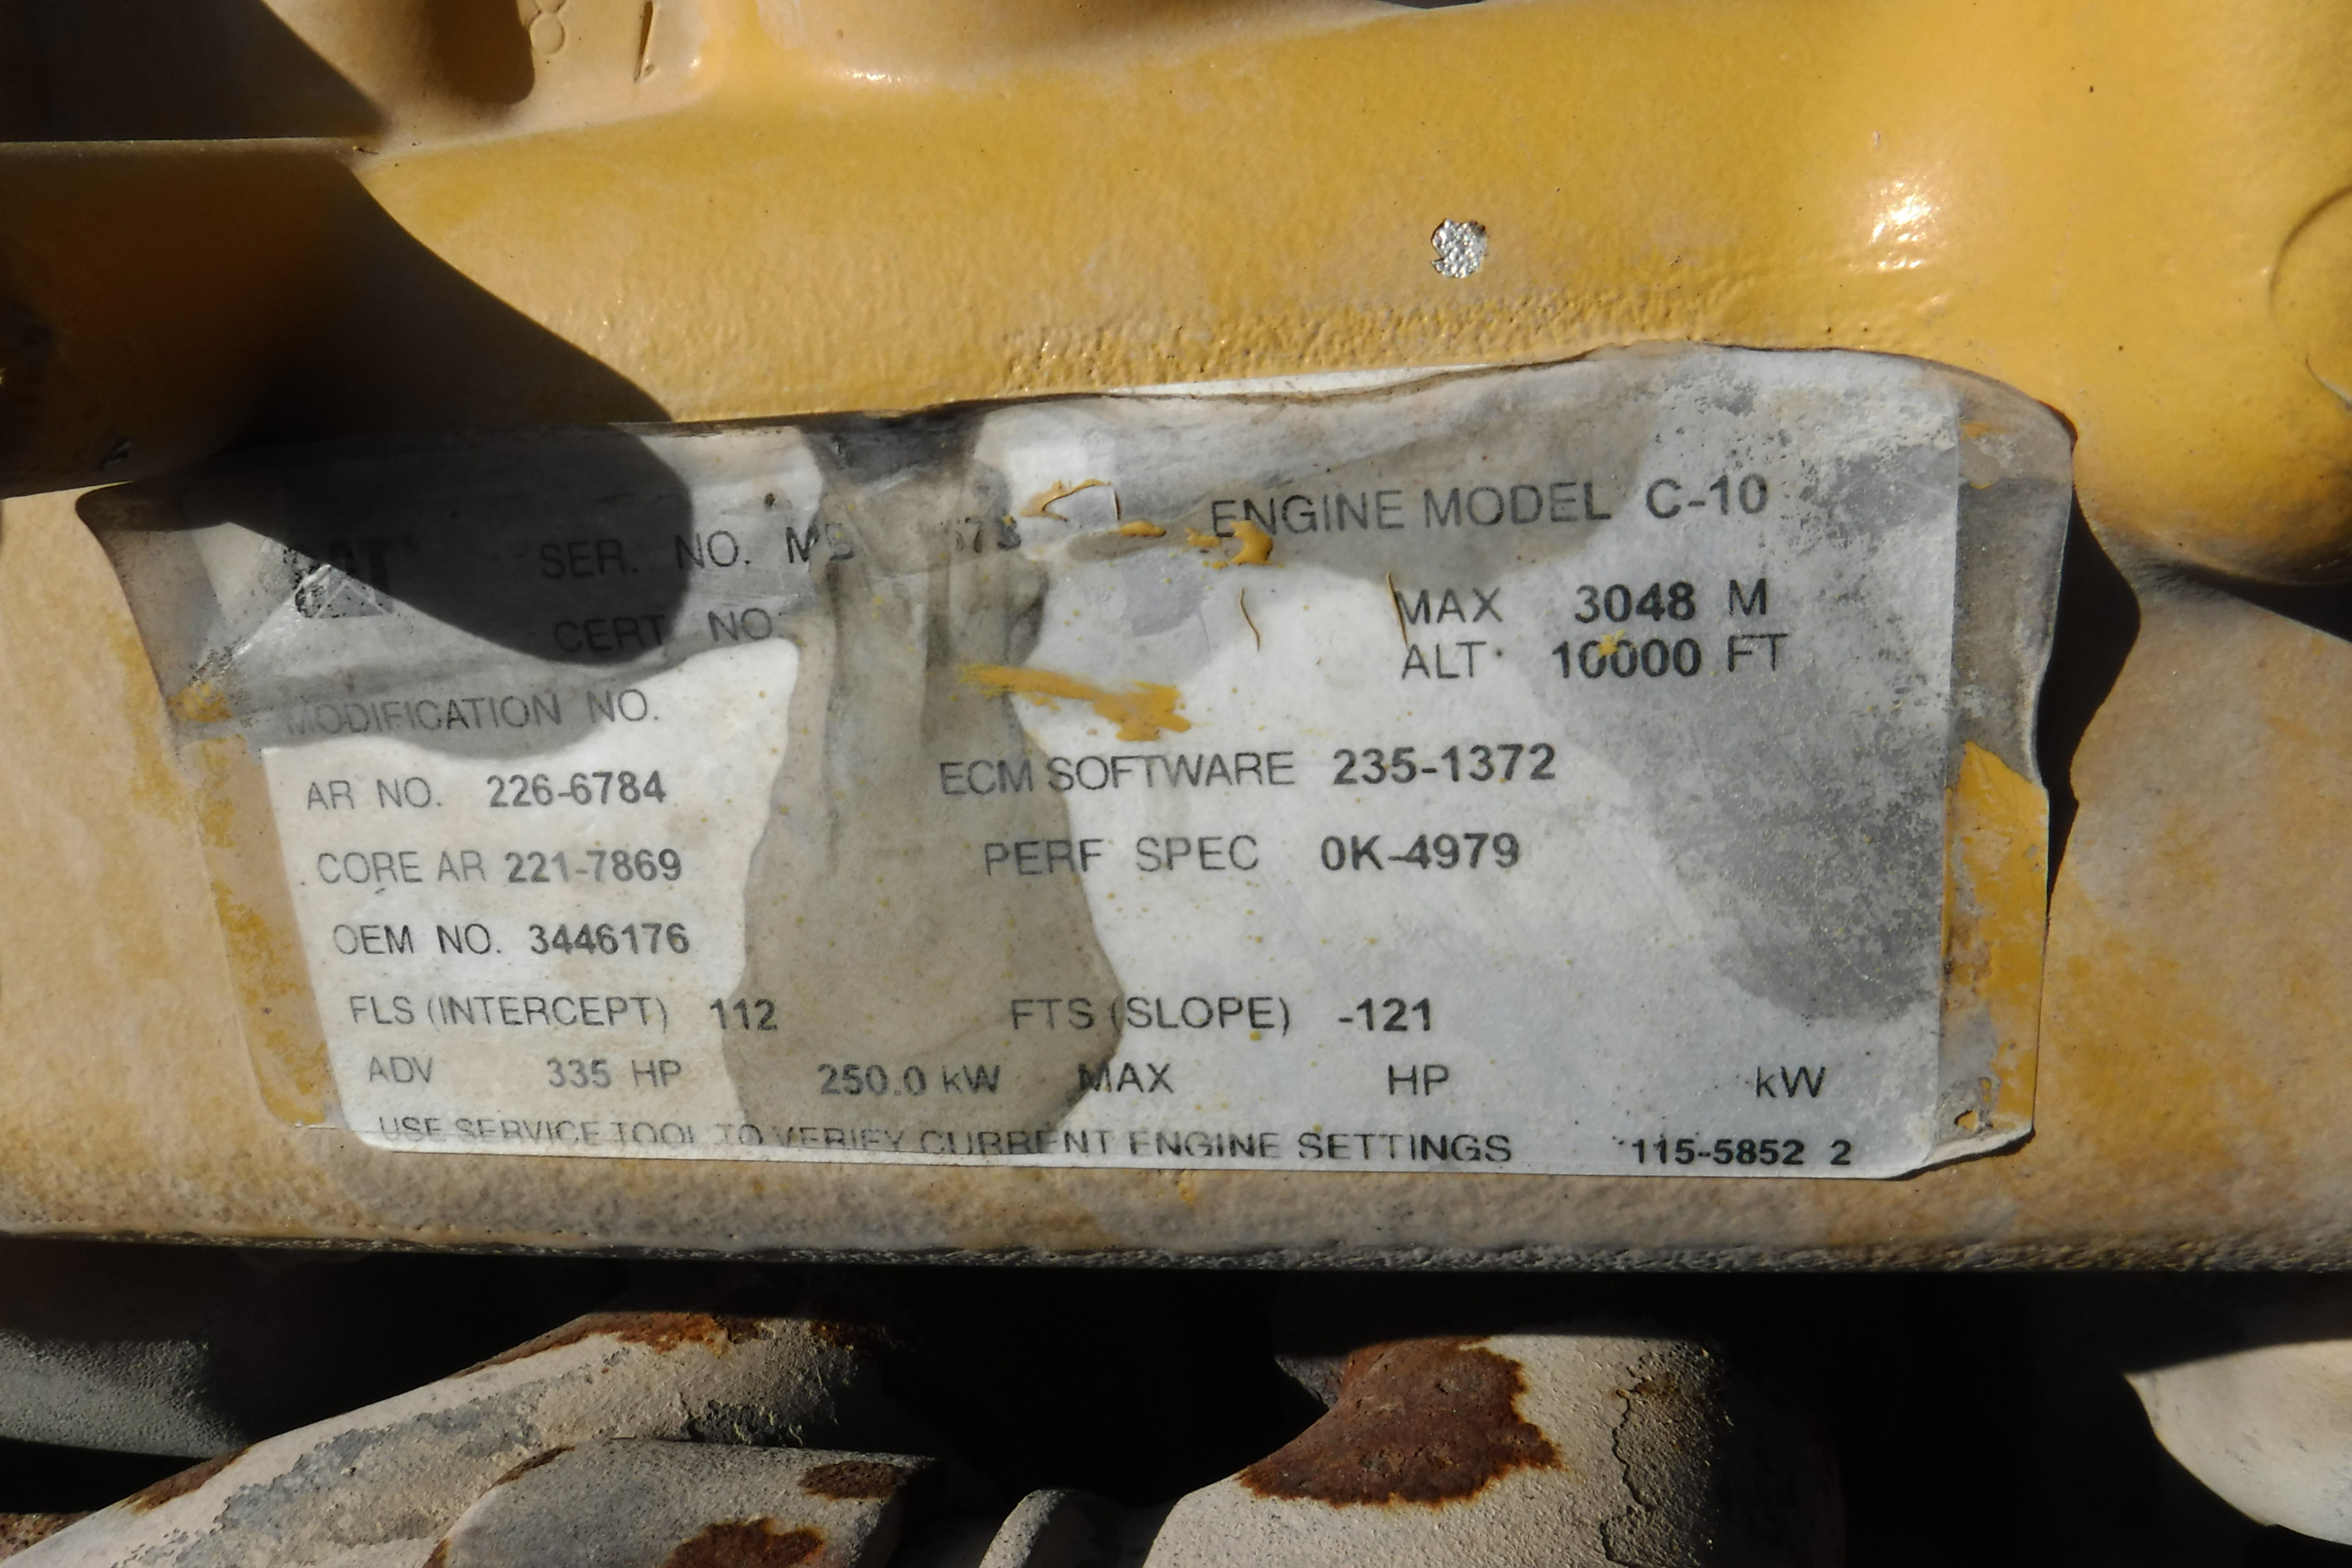 CAT
SER. NO.
ENGINE MODEL C-10
CERT NO.
MAX 3048 M
ALT 10000 FT
MODIFICATION NO.
AR NO. 226-6784
ECM SOFTWARE 235-1372
CORE AR 221-7869
PERF SPEC 0K-4979
OEM NO. 3446176
FLS (INTERCEPT) 112
FTS (SLOPE) -121
ADV 335 HP 250.0 kW MAX HP kW
USE SERVICE TOOL TO VERIFY CURRENT ENGINE SETTINGS 115-5852 2